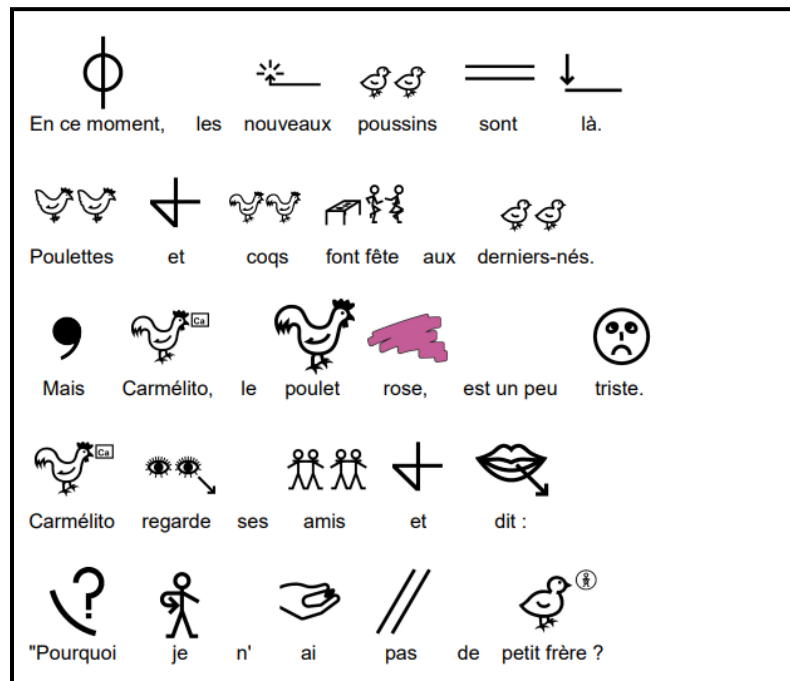 En ce moment, les nouveaux poussins sont là.
Poulettes et coqs font fête aux derniers-nés.
Ca
Mais Carmélito, le poulet rose, est un peu triste.
Ca
Carmélito regarde ses amis et dit :
"Pourquoi je n' ai pas de petit frère ?